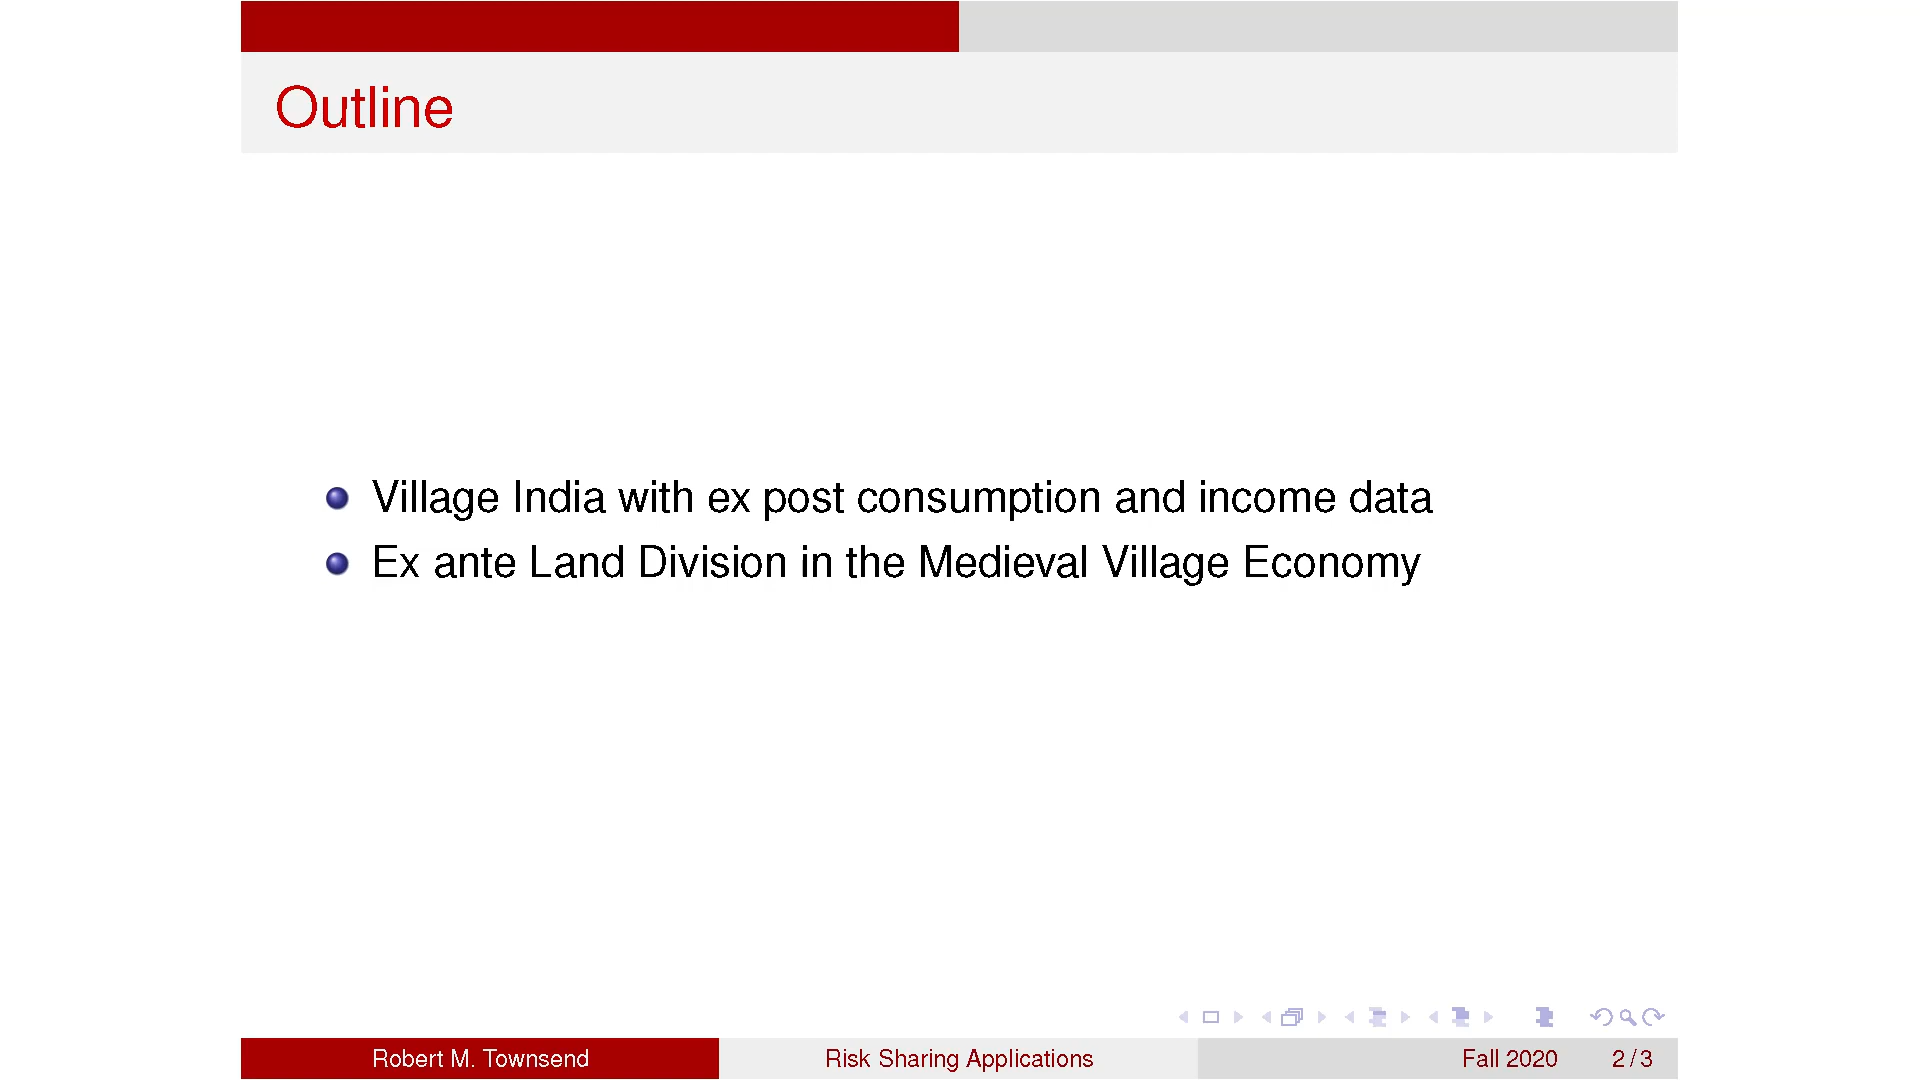 Outline
Village India with ex post consumption and income data
Ex ante Land Division in the Medieval Village Economy
Robert M. Townsend
Risk Sharing Applications
Fall 2020
2 / 3